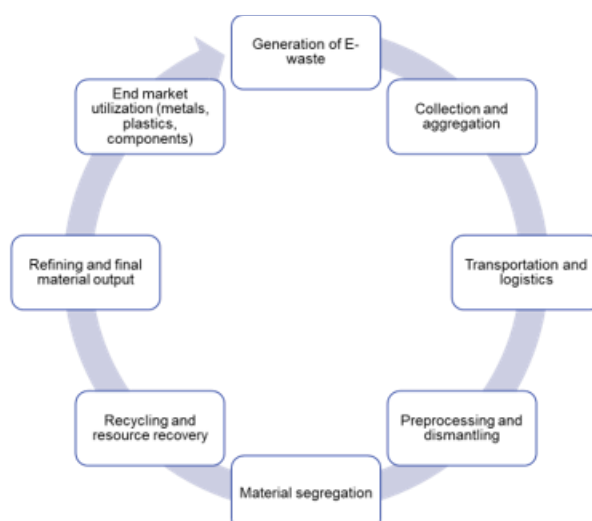 Generation of E-
waste
Collection and
aggregation
Transportation and
logistics
Preprocessing and
dismantling
Material segregation
Recycling and
resource recovery
Refining and final
material output
End market
utilization (metals,
plastics,
components)